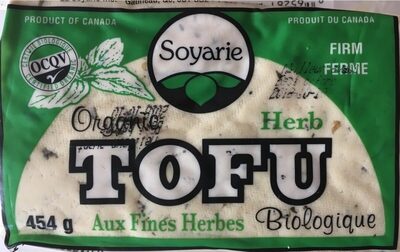 PRODUCT OF CANADA
PRODUIT DU CANADA
OCQV
Soyarie
FIRM
FERME
Organic
Herb
TOFU
454 g
Aux Fines Herbes
Biologique